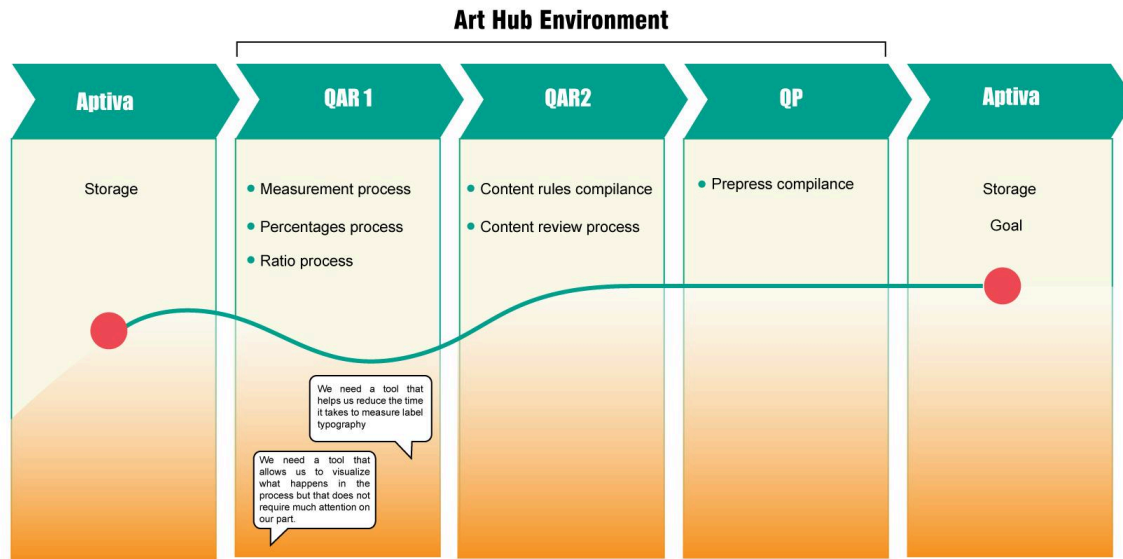 Art Hub Environment
Aptiva
QAR 1
QAR2
QP
Aptiva
Storage
Measurement process
Percentages process
Ratio process
Content rules compilance
Content review process
Prepress compilance
Storage
Goal
We need a tool that
helps us reduce the time
it takes to measure label
typography
We need a tool that
allows us to visualize
what happens in the
process but that does not
require much attention on
our part.